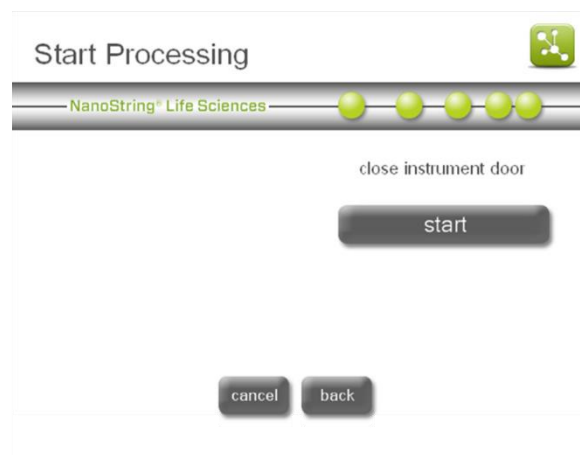 Start Processing
NanoString® Life Sciences
close instrument door
start
cancel back